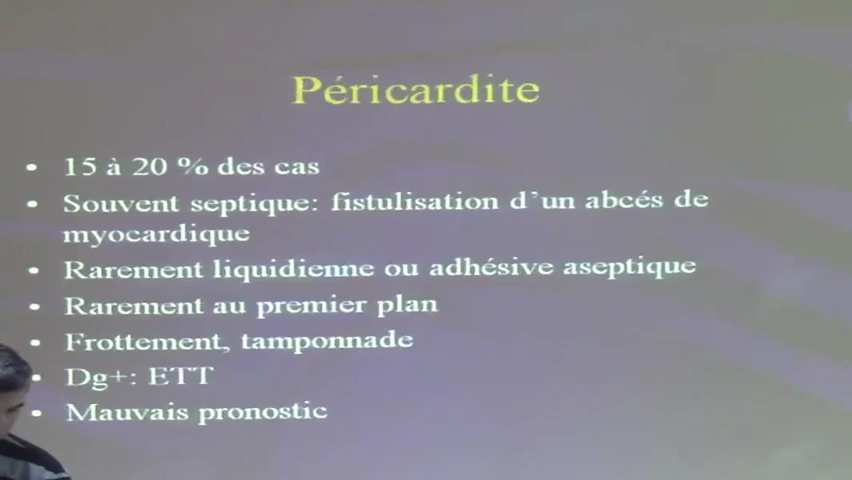 Péricardite
• 15 à 20 % des cas
• Souvent septique: fistulisation d'un abcés de
myocardique
• Rarement liquidienne ou adhésive aseptique
• Rarement au premier plan
• Frottement, tamponnade
• Dg+: ETT
• Mauvais pronostic